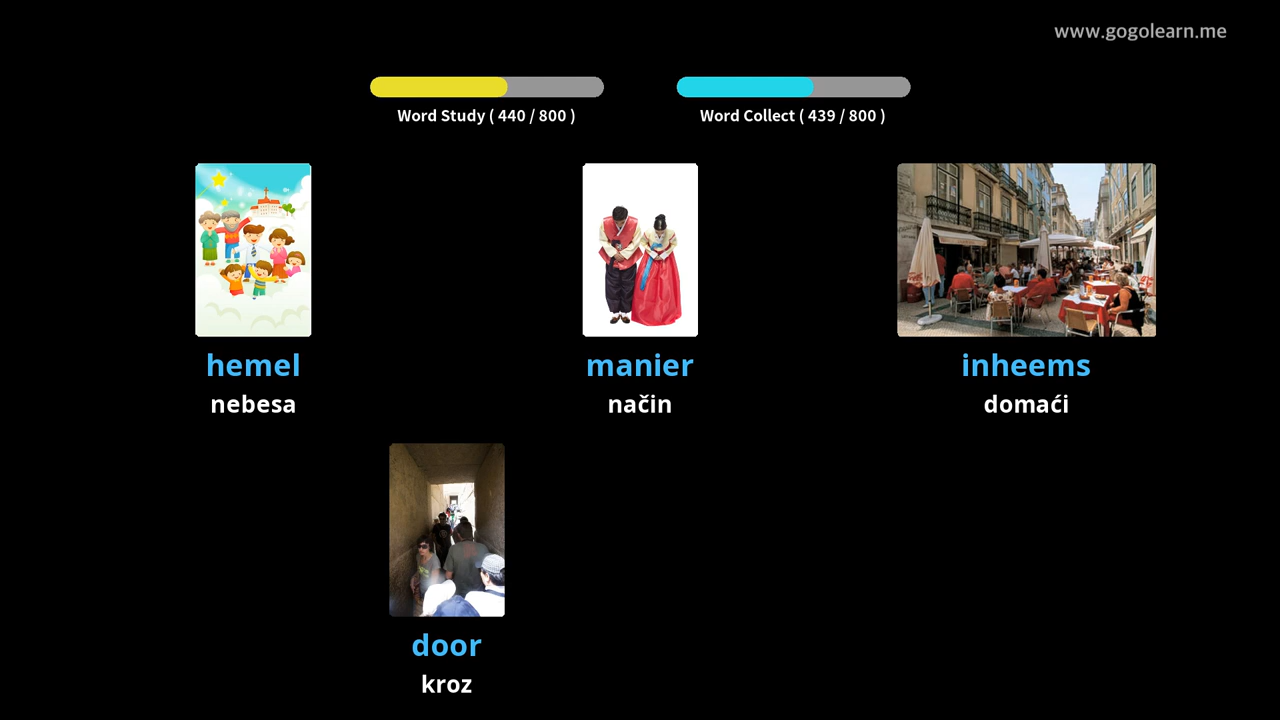 www.gogolearn.me
Word Study ( 440 / 800 )
Word Collect ( 439 / 800 )
hemel
nebesa
manier
način
inheems
domaći
door
kroz